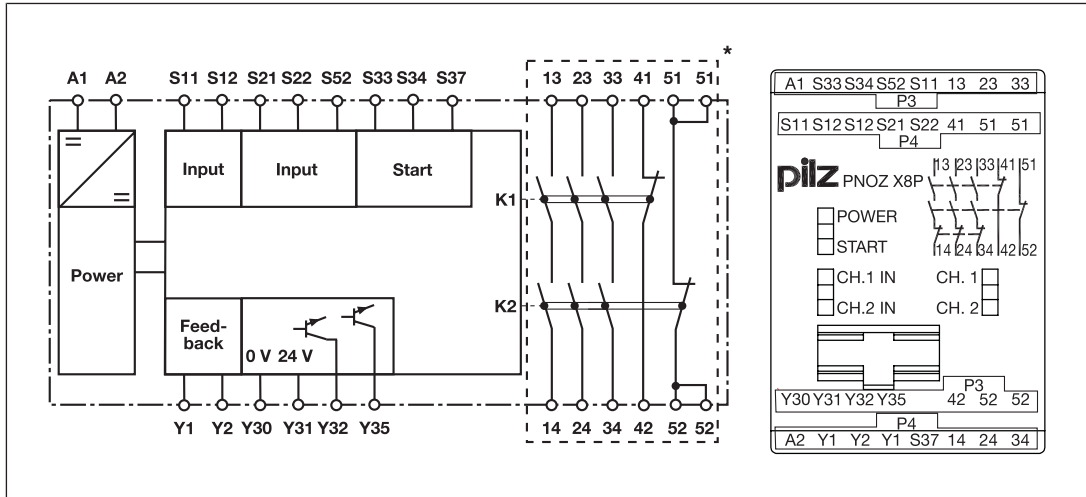 *
A1 A2 S11 S12 S21 S22 S52 S33 S34 S37 13 23 33 41 51 51
= Input Input Start
=
K1
Power
K2
Feed-
back
0 V 24 V
Y1 Y2 Y30 Y31 Y32 Y35 14 24 34 42 52 52
A1 S33 S34 S52 S11 13 23 33
P3
S11 S12 S12 S21 S22 41 51 51
P4
13 23 33 41 51
pilz PNOZ X8P
POWER
START
14 24 34 42 52
CH.1 IN CH. 1
CH.2 IN CH. 2
P3
Y30 Y31 Y32 Y35 42 52 52
P4
A2 Y1 Y2 Y1 S37 14 24 34